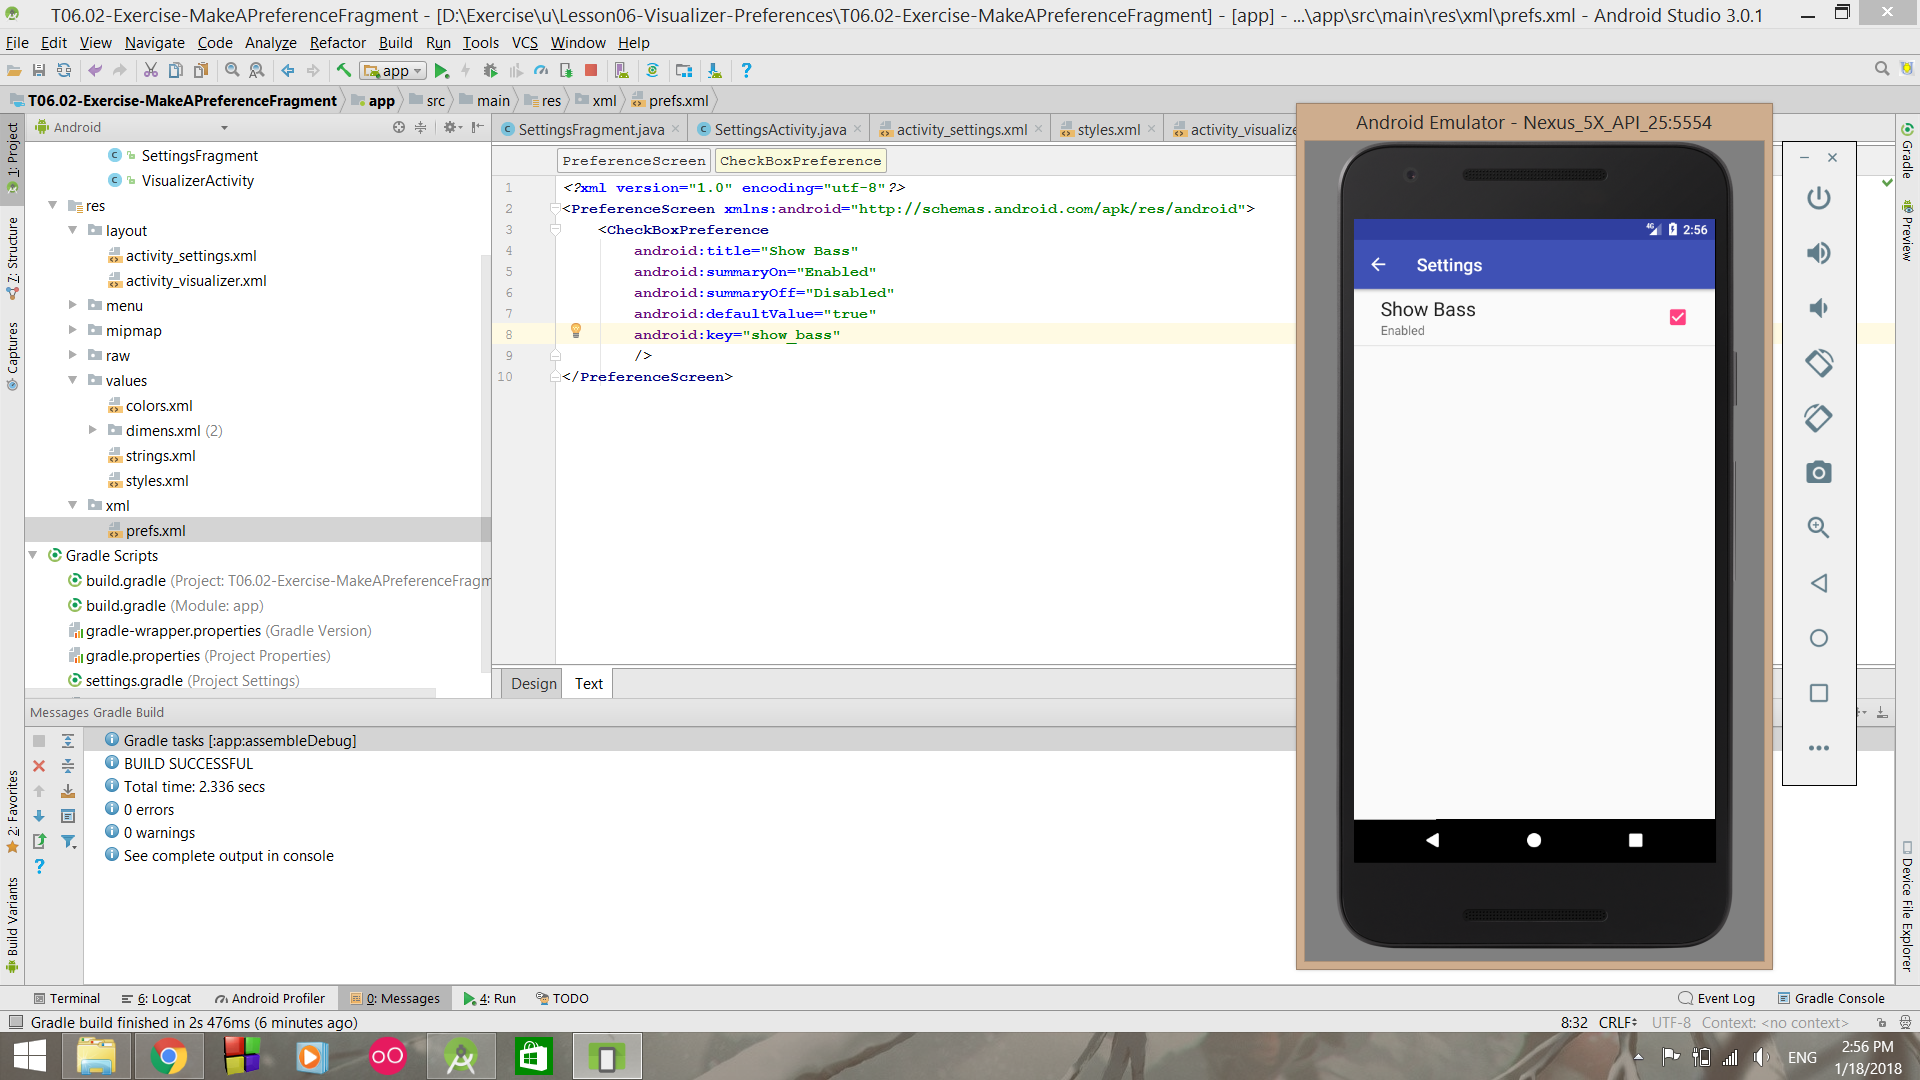 T06.02-Exercise-MakeAPreferenceFragment - [D:\Exercise\u\Lesson06-Visualizer-Preferences\T06.02-Exercise-MakeAPreferenceFragment] - [app] - ...\app\src\main\res\xml\prefs.xml - Android Studio 3.0.1
File Edit View Navigate Code Analyze Refactor Build Run Tools VCS Window Help
app
T06.02-Exercise-MakeAPreferenceFragment app src main res xml prefs.xml
Android
SettingsFragment.java SettingsActivity.java activity_settings.xml styles.xml activity_visualize
1: Project
7: Structure
Captures
2: Favorites
Build Variants
SettingsFragment
VisualizerActivity
res
layout
activity_settings.xml
activity_visualizer.xml
menu
mipmap
raw
values
colors.xml
dimens.xml (2)
strings.xml
styles.xml
xml
prefs.xml
Gradle Scripts
build.gradle (Project: T06.02-Exercise-MakeAPreferenceFragm
build.gradle (Module: app)
gradle-wrapper.properties (Gradle Version)
gradle.properties (Project Properties)
settings.gradle (Project Settings)
PreferenceScreen CheckBoxPreference
1 <?xml version="1.0" encoding="utf-8"?>
2 <PreferenceScreen xmlns:android="http://schemas.android.com/apk/res/android">
3 <CheckBoxPreference
4 android:title="Show Bass"
5 android:summaryOn="Enabled"
6 android:summaryOff="Disabled"
7 android:defaultValue="true"
8 android:key="show_bass"
9 />
10 </PreferenceScreen>
Design Text
Android Emulator - Nexus_5X_API_25:5554
4G 2:56
Settings
Show Bass
Enabled
Gradle
Preview
Device File Explorer
Messages Gradle Build
Gradle tasks [:app:assembleDebug]
BUILD SUCCESSFUL
Total time: 2.336 secs
0 errors
0 warnings
See complete output in console
Terminal 6: Logcat Android Profiler 0: Messages 4: Run TODO Event Log Gradle Console
Gradle build finished in 2s 476ms (6 minutes ago) 8:32 CRLF UTF-8 Context: <no context>
ENG
2:56 PM
1/18/2018